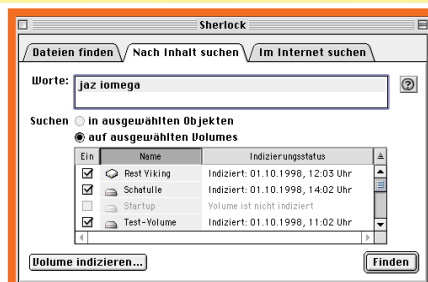 Sherlock
Dateien finden Nach Inhalt suchen Im Internet suchen
Worte: jaz iomega
Suchen in ausgewählten Objekten
auf ausgewählten Volumes
Ein Name Indizierungsstatus
Rest Viking Indiziert: 01.10.1998, 12:03 Uhr
Schatulle Indiziert: 01.10.1998, 14:02 Uhr
Startup Volume ist nicht indiziert
Test-Volume Indiziert: 01.10.1998, 11:02 Uhr
Volume indizieren... Finden